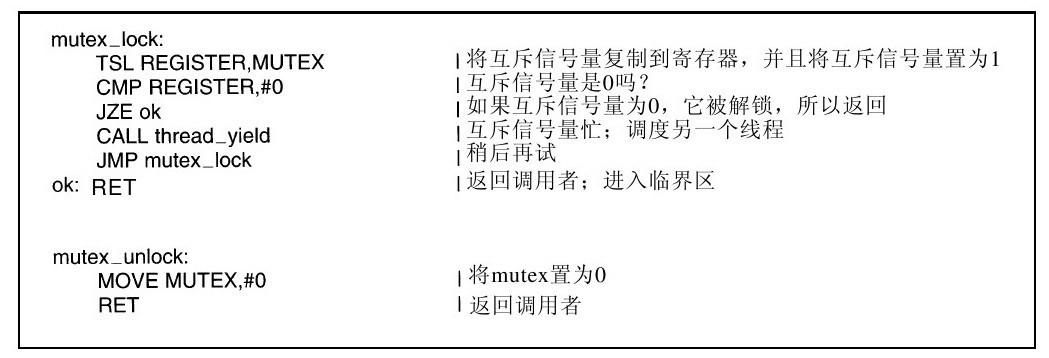 mutex_lock:
TSL REGISTER,MUTEX |将互斥信号量复制到寄存器，并且将互斥信号量置为1
CMP REGISTER,#0 |互斥信号量是0吗？
JZE ok |如果互斥信号量为0，它被解锁，所以返回
CALL thread_yield |互斥信号量忙；调度另一个线程
JMP mutex_lock |稍后再试
ok: RET |返回调用者；进入临界区
mutex_unlock:
MOVE MUTEX,#0 |将mutex置为0
RET |返回调用者